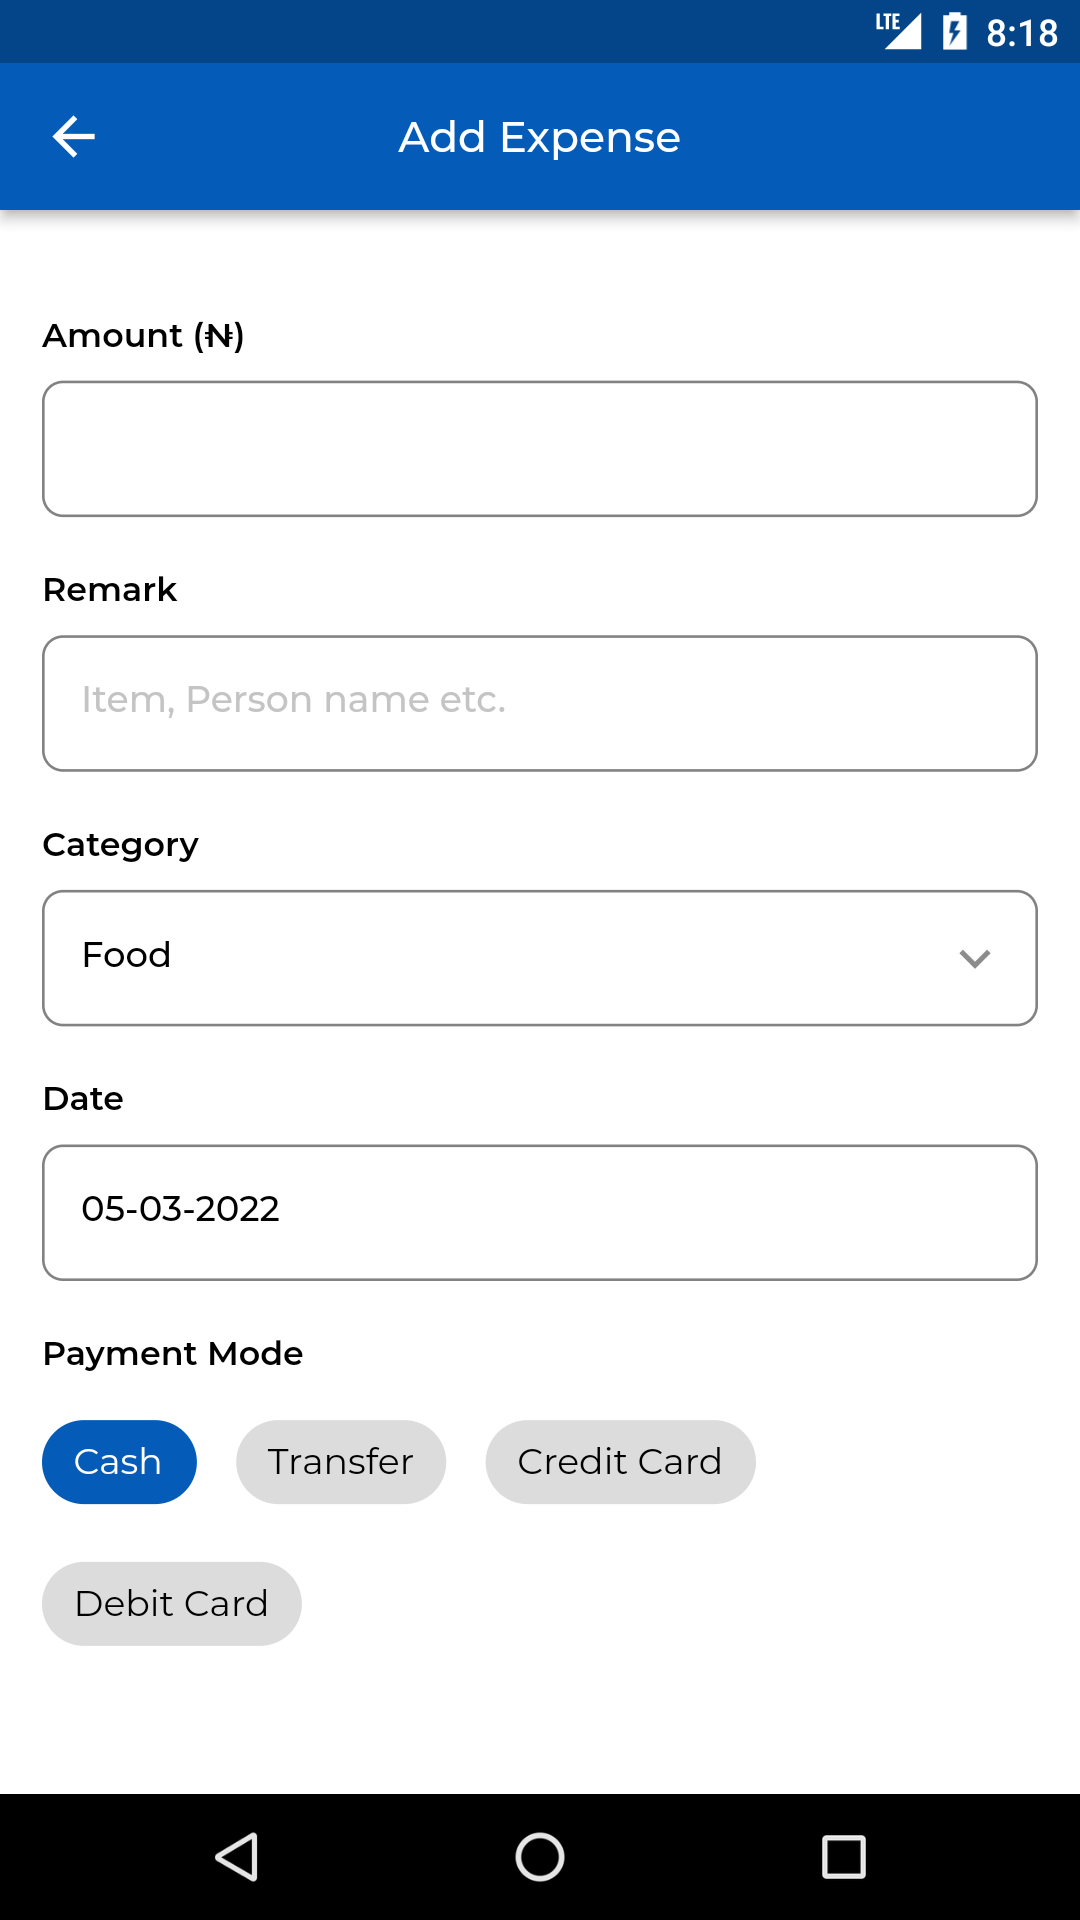 LTE 8:18
Add Expense
Amount (₦)
Remark
Item, Person name etc.
Category
Food
Date
05-03-2022
Payment Mode
Cash Transfer Credit Card
Debit Card